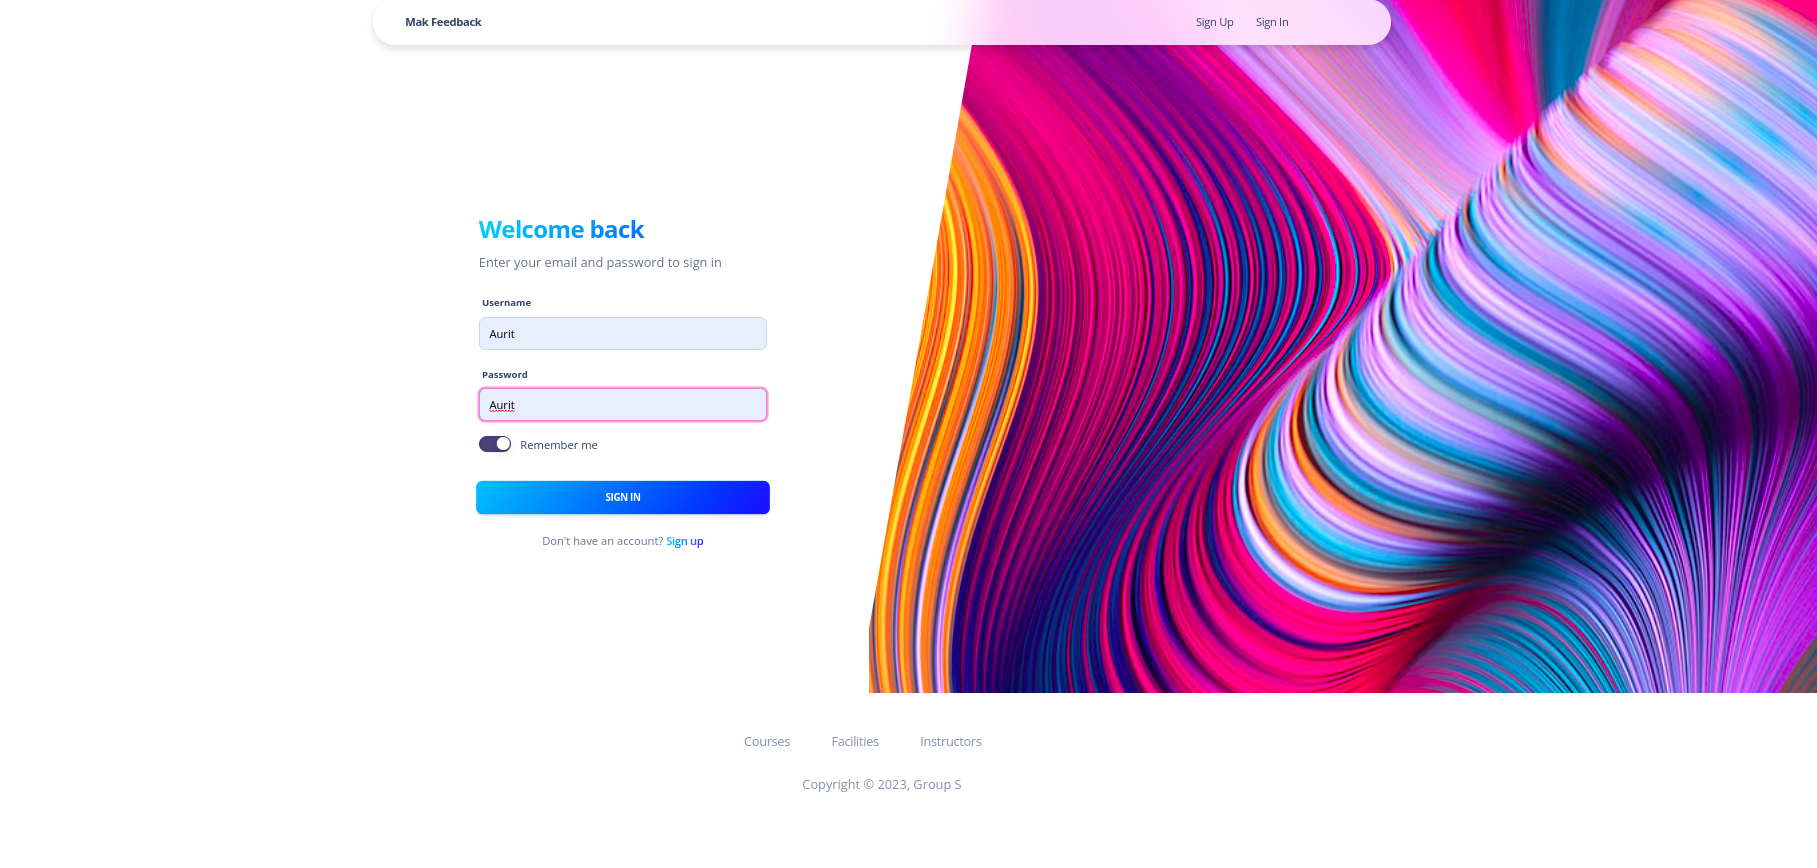 Mak Feedback
Sign Up Sign In
Welcome back
Enter your email and password to sign in
Username
Aurit
Password
Aurit
Remember me
SIGN IN
Don't have an account? Sign up
Courses Facilities Instructors
Copyright © 2023, Group S